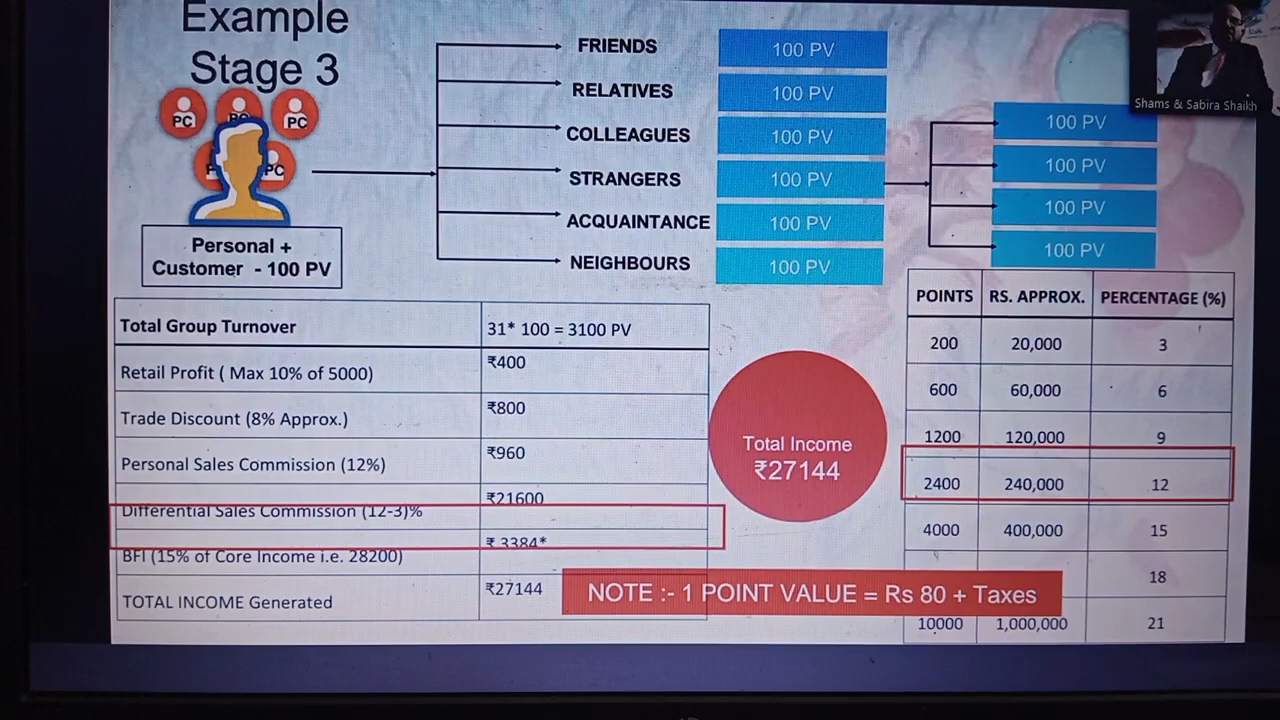 Example
Stage 3
PC
PC
PC
Personal +
Customer - 100 PV
FRIENDS 100 PV
RELATIVES 100 PV
COLLEAGUES 100 PV
STRANGERS 100 PV
ACQUAINTANCE 100 PV
NEIGHBOURS 100 PV
100 PV
100 PV
100 PV
100 PV
Shams & Sabira Shaikh
Total Group Turnover 31* 100 = 3100 PV
Retail Profit ( Max 10% of 5000) ₹400
Trade Discount (8% Approx.) ₹800
Personal Sales Commission (12%) ₹960
Differential Sales Commission (12-3)% ₹21600
BFI (15% of Core Income i.e. 28200) ₹ 3384*
TOTAL INCOME Generated ₹27144
Total Income
₹27144
POINTS RS. APPROX. PERCENTAGE (%)
200 20,000 3
600 60,000 6
1200 120,000 9
2400 240,000 12
4000 400,000 15
18
10000 1,000,000 21
NOTE :- 1 POINT VALUE = Rs 80 + Taxes